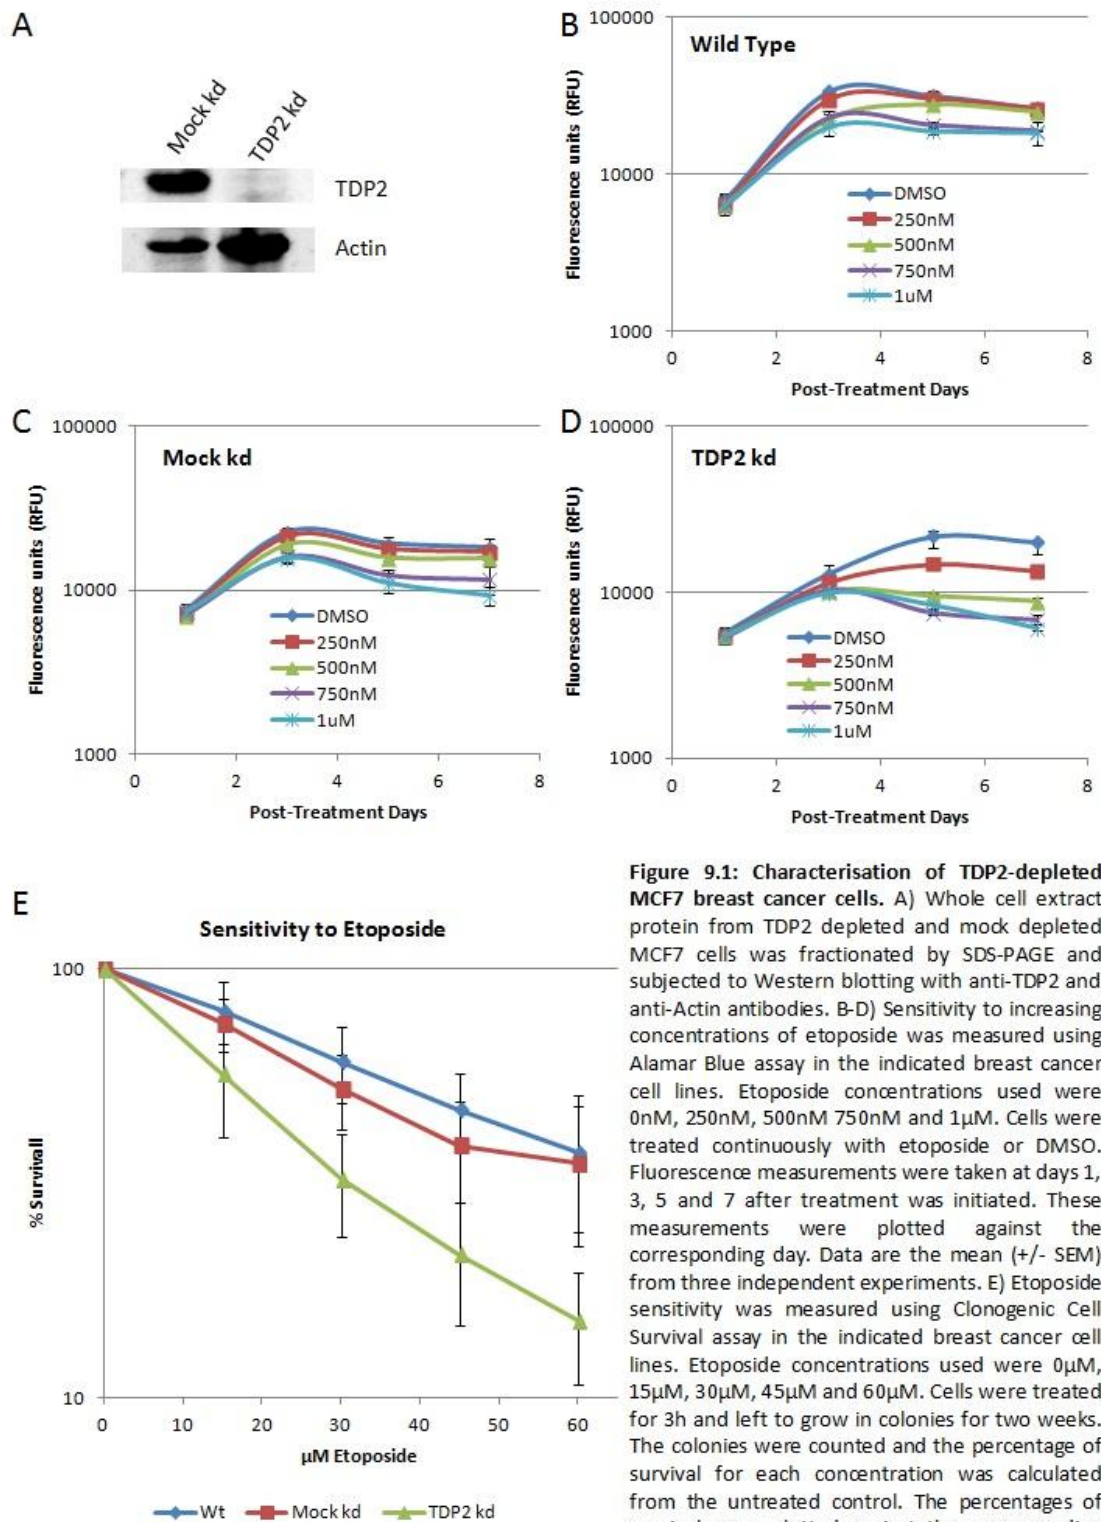 A
Mock kd
TDP2 kd
TDP2
Actin
B
Wild Type
Fluorescence units (RFU)
100000
10000
1000
0 2 4 6 8
Post-Treatment Days
DMSO
250nM
500nM
750nM
1uM
C
Mock kd
Fluorescence units (RFU)
100000
10000
1000
0 2 4 6 8
Post-Treatment Days
DMSO
250nM
500nM
750nM
1uM
D
TDP2 kd
Fluorescence units (RFU)
100000
10000
1000
0 2 4 6 8
Post-Treatment Days
DMSO
250nM
500nM
750nM
1uM
E
Sensitivity to Etoposide
% Survivall
100
10
0 10 20 30 40 50 60
µM Etoposide
Wt Mock kd TDP2 kd
Figure 9.1: Characterisation of TDP2-depleted
MCF7 breast cancer cells. A) Whole cell extract
protein from TDP2 depleted and mock depleted
MCF7 cells was fractionated by SDS-PAGE and
subjected to Western blotting with anti-TDP2 and
anti-Actin antibodies. B-D) Sensitivity to increasing
concentrations of etoposide was measured using
Alamar Blue assay in the indicated breast cancer
cell lines. Etoposide concentrations used were
0nM, 250nM, 500nM 750nM and 1µM. Cells were
treated continuously with etoposide or DMSO.
Fluorescence measurements were taken at days 1,
3, 5 and 7 after treatment was initiated. These
measurements were plotted against the
corresponding day. Data are the mean (+/- SEM)
from three independent experiments. E) Etoposide
sensitivity was measured using Clonogenic Cell
Survival assay in the indicated breast cancer cell
lines. Etoposide concentrations used were 0µM,
15µM, 30µM, 45µM and 60µM. Cells were treated
for 3h and left to grow in colonies for two weeks.
The colonies were counted and the percentage of
survival for each concentration was calculated
from the untreated control. The percentages of